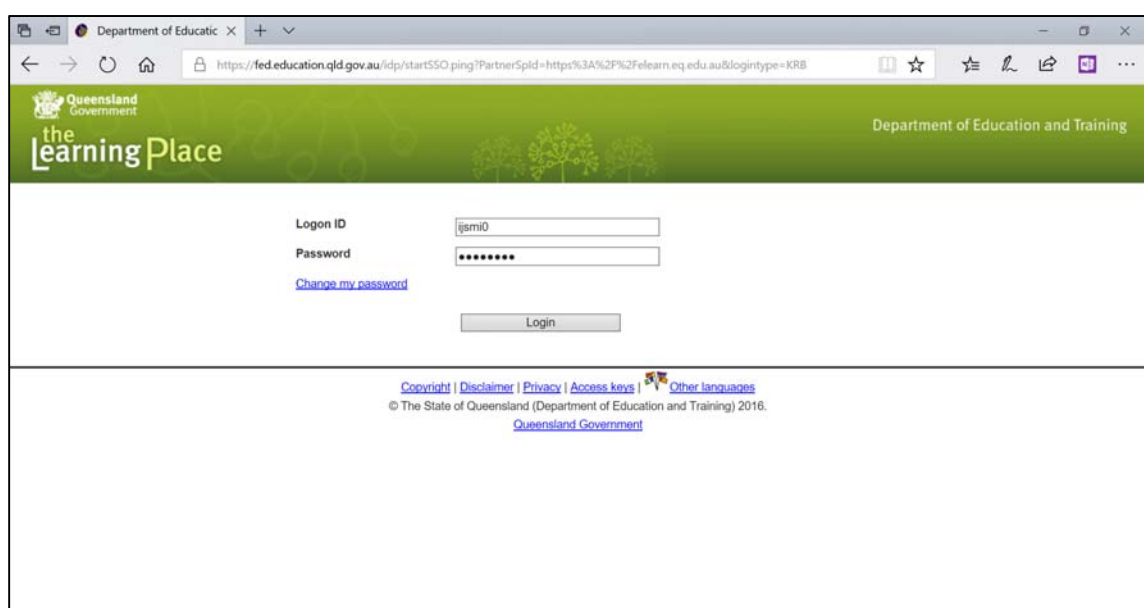 Department of Educatic
https://fed.education.qld.gov.au/idp/startSSO.ping?PartnerSpId=https%3A%2F%2Felearn.eq.edu.au&logintype=KRB
Queensland
Government
the
Learning Place
Department of Education and Training
Logon ID
ijsmi0
Password
••••••••
Change my password
Login
Copyright | Disclaimer | Privacy | Access keys | Other languages
© The State of Queensland (Department of Education and Training) 2016.
Queensland Government